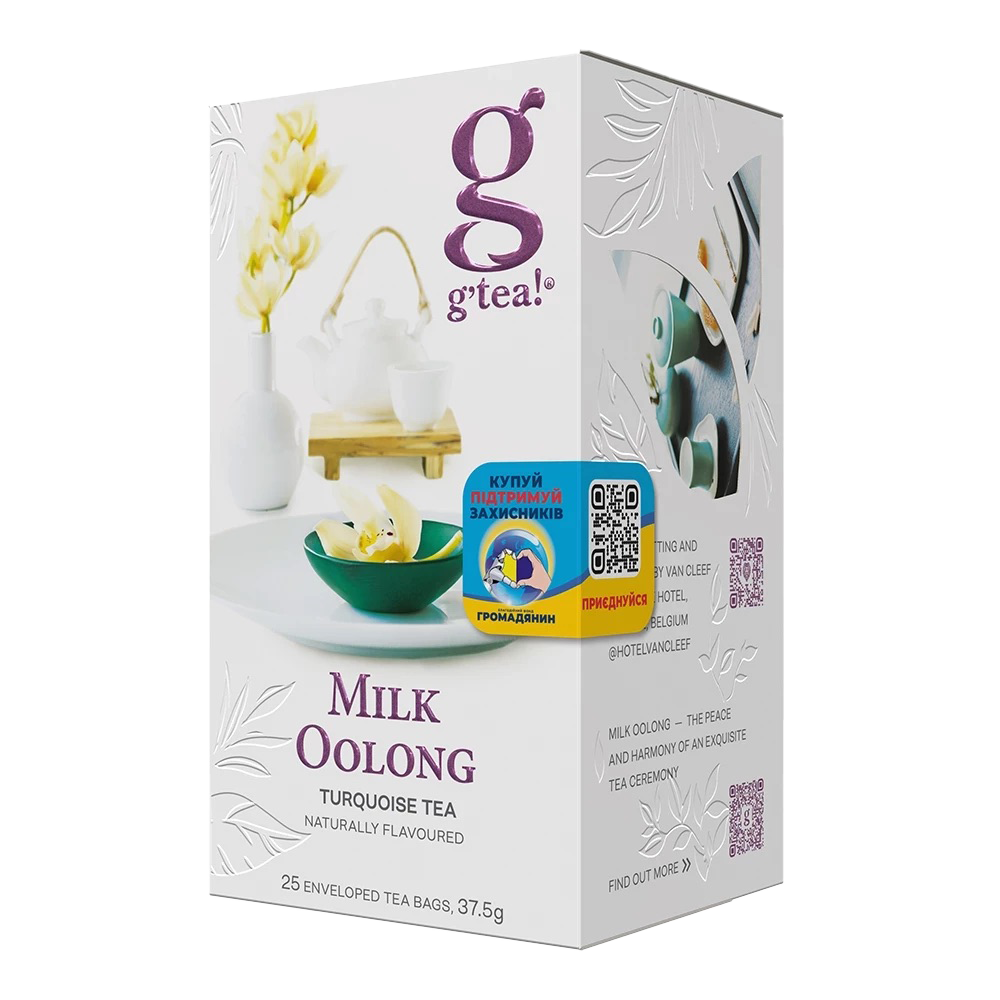 g
g'tea!®
КУПУЙ
ПІДТРИМУЙ
ЗАХИСНИКІВ
БЛАГОДІЙНИЙ ФОНД
ГРОМАДЯНИН
ПРИЄДНУЙСЯ
MILK
OOLONG
TURQUOISE TEA
NATURALLY FLAVOURED
25 ENVELOPED TEA BAGS, 37.5g
AND
BY VAN CLEEF
HOTEL,
BELGIUM
@HOTELVANCLEEF
MILK OOLONG — THE PEACE
AND HARMONY OF AN EXQUISITE
TEA CEREMONY
g
FIND OUT MORE »